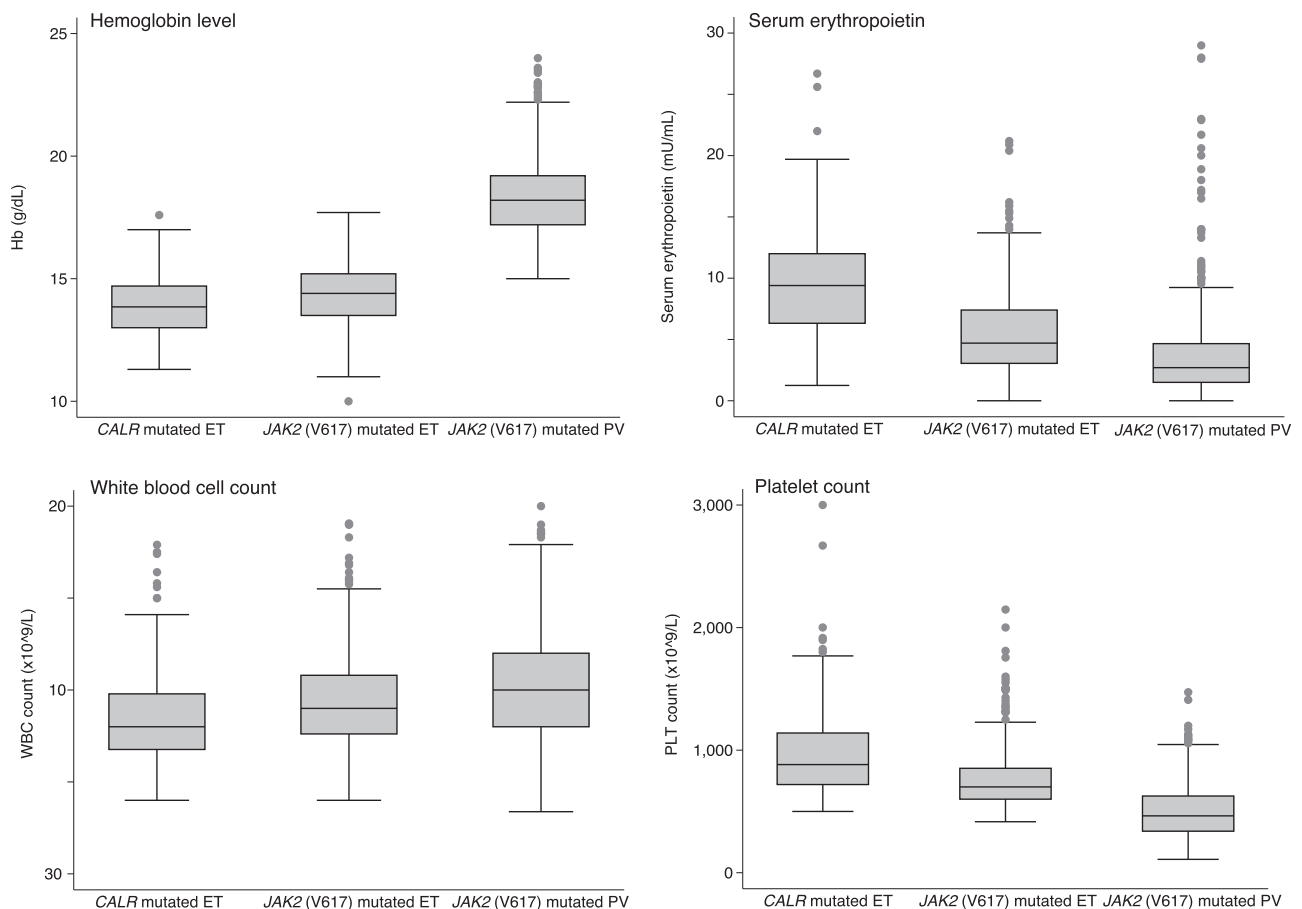 Hemoglobin level
25
20
15
10
Hb (g/dL)
CALR mutated ET
JAK2 (V617) mutated ET
JAK2 (V617) mutated PV
Serum erythropoietin
30
20
10
0
Serum erythropoietin (mU/mL)
CALR mutated ET
JAK2 (V617) mutated ET
JAK2 (V617) mutated PV
White blood cell count
20
10
30
WBC count (x10^9/L)
CALR mutated ET
JAK2 (V617) mutated ET
JAK2 (V617) mutated PV
Platelet count
3,000
2,000
1,000
0
PLT count (x10^9/L)
CALR mutated ET
JAK2 (V617) mutated ET
JAK2 (V617) mutated PV